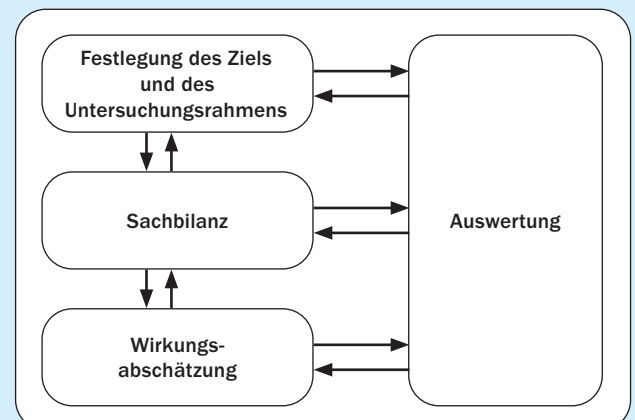 Festlegung des Ziels
und des
Untersuchungsrahmens
Sachbilanz
Auswertung
Wirkungs-
abschätzung